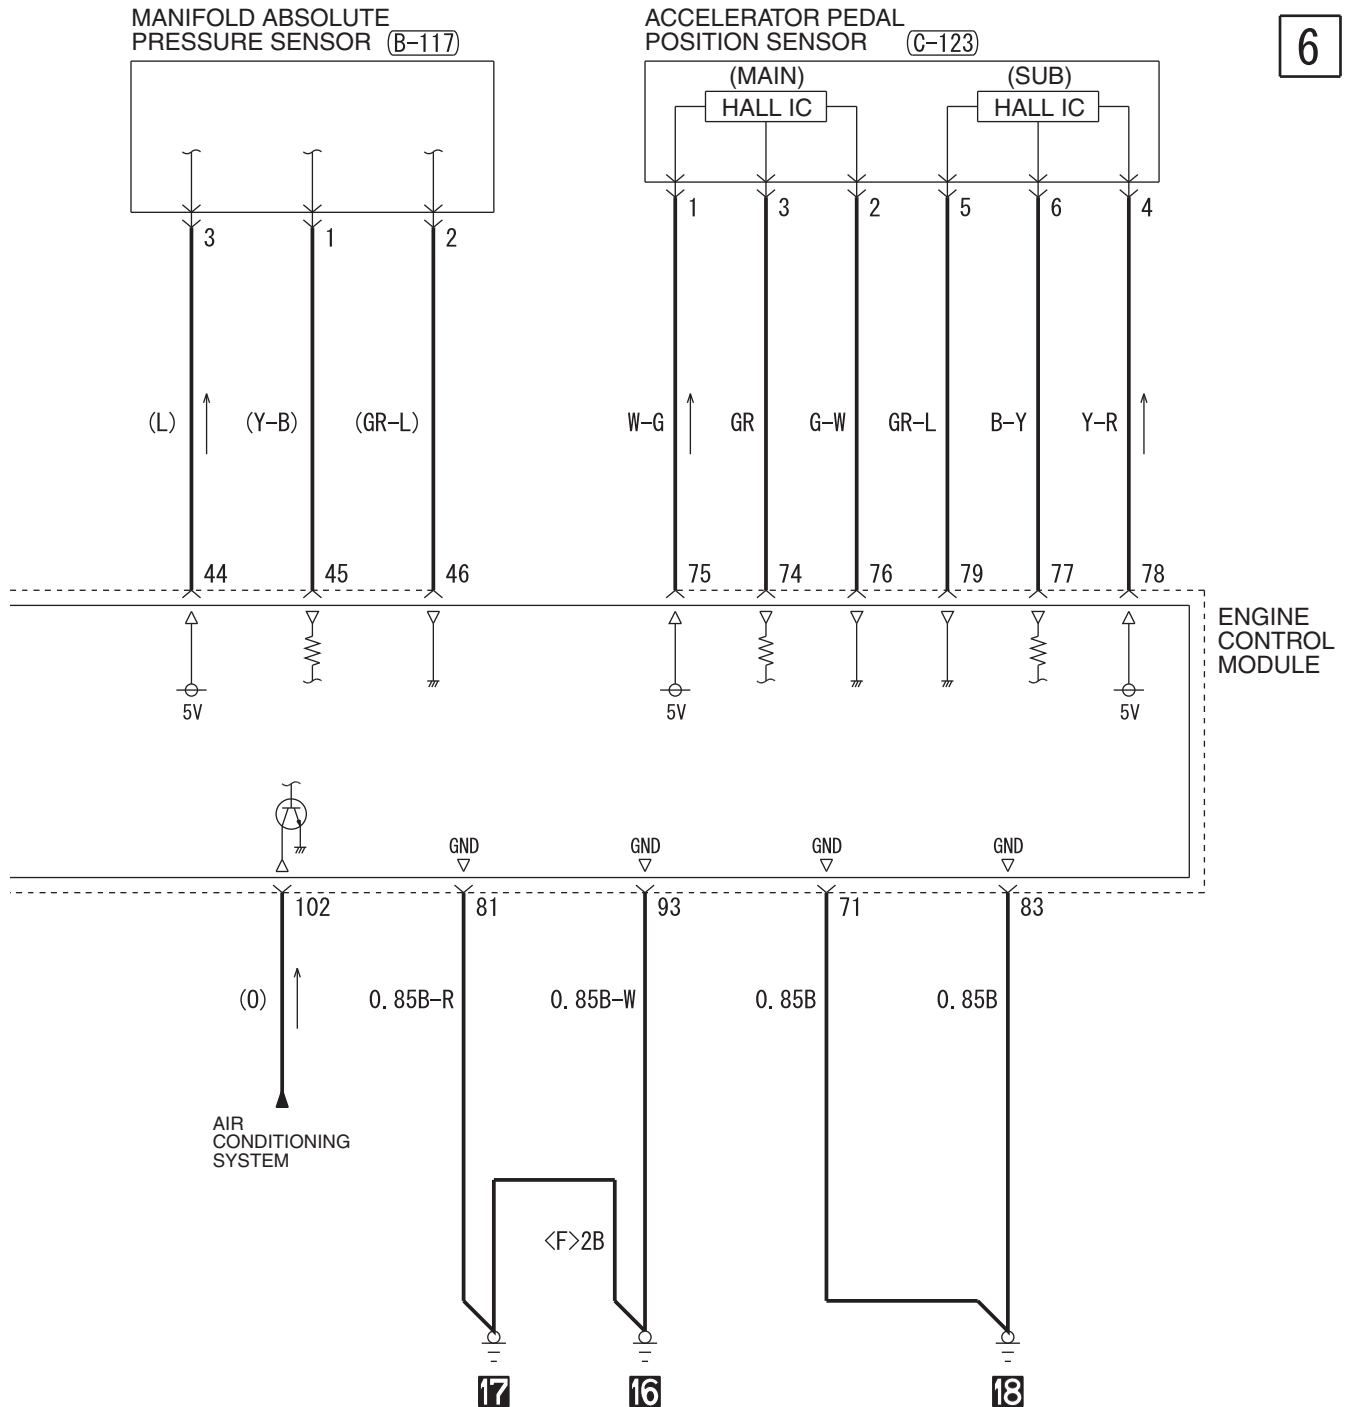 MANIFOLD ABSOLUTE
PRESSURE SENSOR (B-117)
ACCELERATOR PEDAL
POSITION SENSOR (C-123)
6
(MAIN)
HALL IC
(SUB)
HALL IC
1 3 2 5 6 4
3 1 2
(L) (Y-B) (GR-L) W-G GR G-W GR-L B-Y Y-R
44 45 46 75 74 76 79 77 78
ENGINE
CONTROL
MODULE
5V 5V 5V
GND GND GND GND
102 81 93 71 83
(O) 0.85B-R 0.85B-W 0.85B 0.85B
AIR
CONDITIONING
SYSTEM
<F>2B
17 16 18